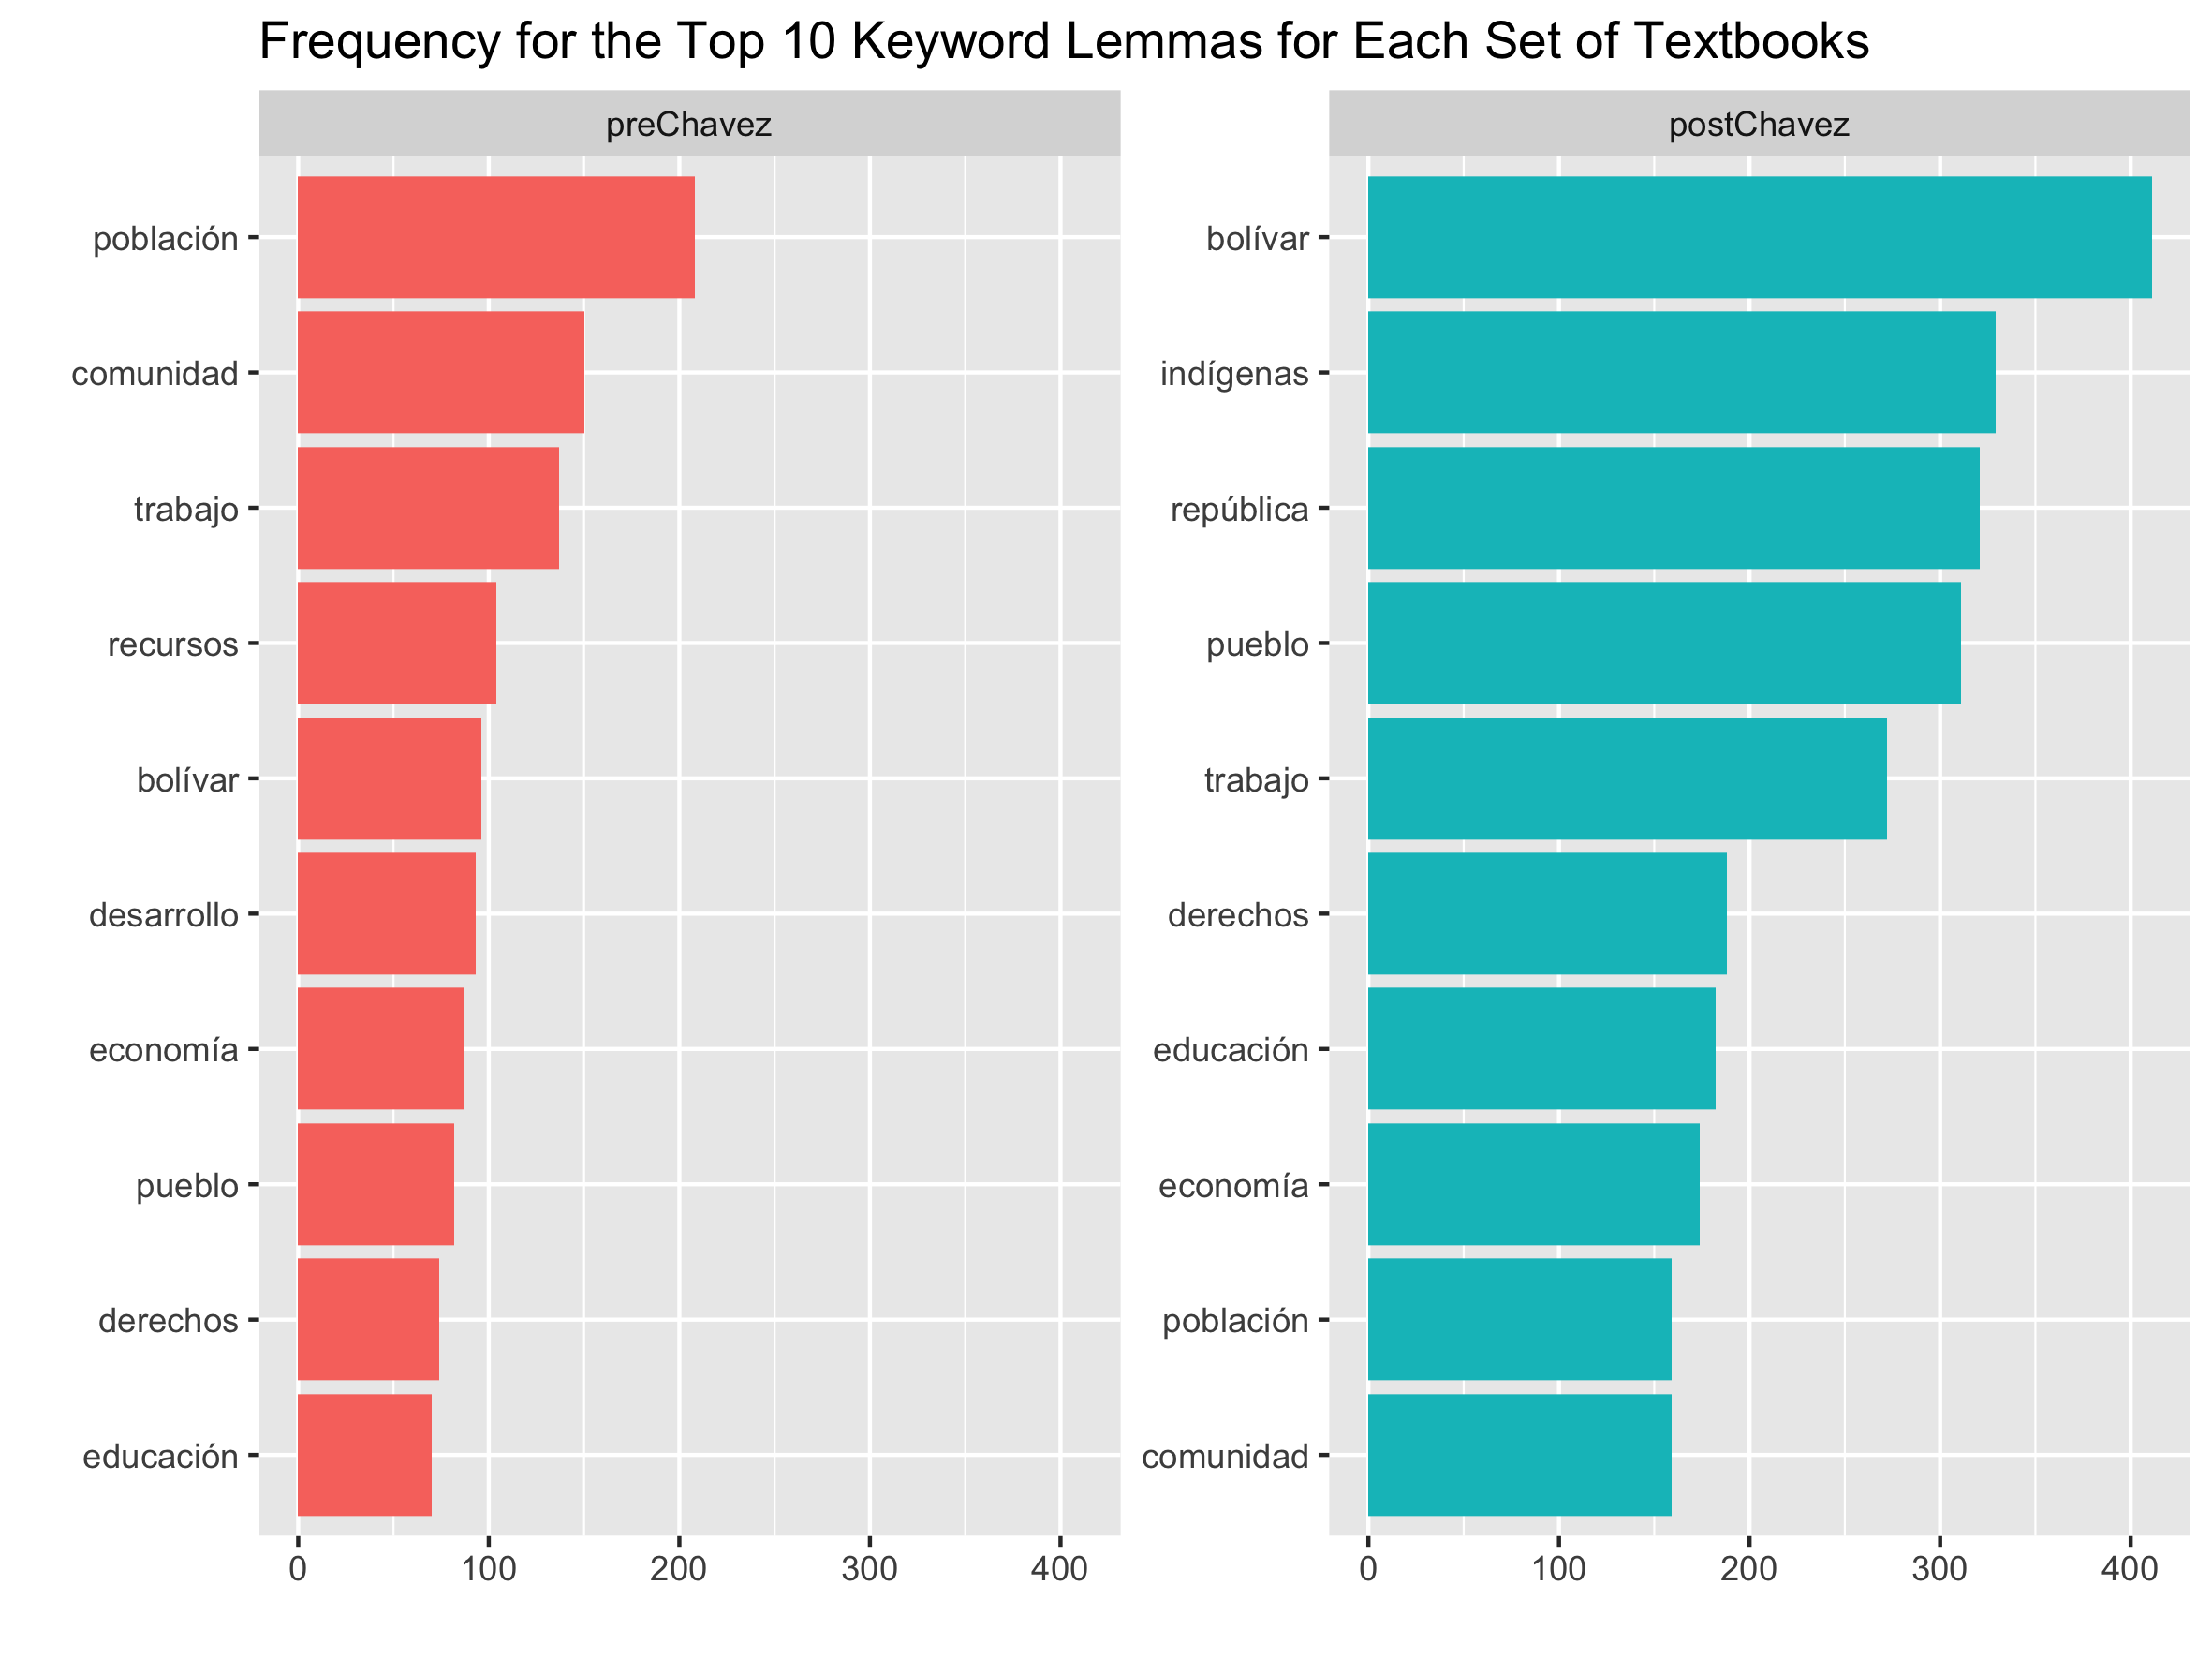 Frequency for the Top 10 Keyword Lemmas for Each Set of Textbooks
preChavez
población
comunidad
trabajo
recursos
bolívar
desarrollo
economía
pueblo
derechos
educación
0 100 200 300 400
postChavez
bolívar
indígenas
república
pueblo
trabajo
derechos
educación
economía
población
comunidad
0 100 200 300 400